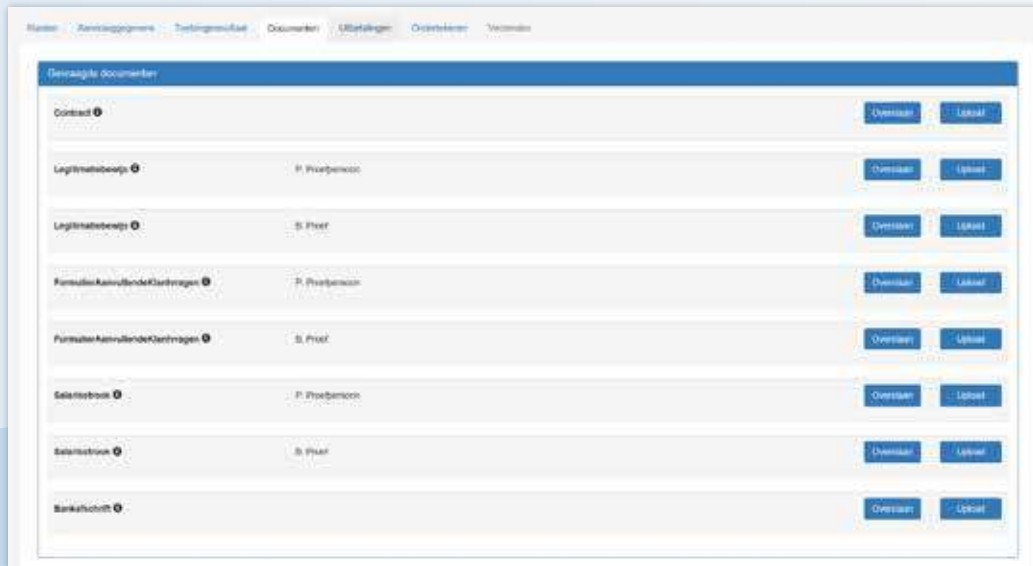 Klanten Aanvraaggegevens Toetsingsresultaat Documenten Uitbetalingen Ondertekenen Verzenden
Gevraagde documenten
Contract Overslaan Upload
Legitimatiebewijs P. Proefpersoon Overslaan Upload
Legitimatiebewijs B. Proef Overslaan Upload
FormulierAanvullendeKlantvragen P. Proefpersoon Overslaan Upload
FormulierAanvullendeKlantvragen B. Proef Overslaan Upload
Salarisstrook P. Proefpersoon Overslaan Upload
Salarisstrook B. Proef Overslaan Upload
Bankafschrift Overslaan Upload